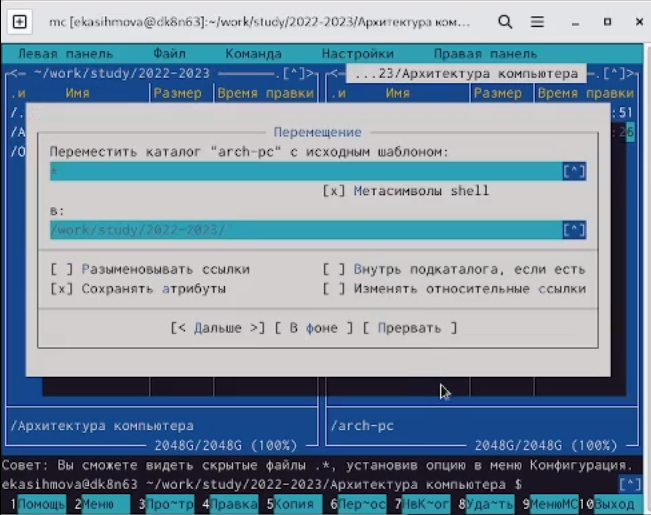 mc [ekasihmova@dk8n63]:~/work/study/2022-2023/Архитектура ком...
Левая панель Файл Команда Настройки Правая панель
<— ~/work/study/2022-2023 .[^]> ...23/Архитектура компьютера .[^]>
.и Имя Размер Время правки .и Имя Размер Время правки
/. :51
/А :26
/О
Перемещение
Переместить каталог "arch-pc" с исходным шаблоном:
* [^]
[x] Метасимволы shell
в:
/work/study/2022-2023/ [^]
[ ] Разыменовывать ссылки [ ] Внутрь подкаталога, если есть
[x] Сохранять атрибуты [ ] Изменять относительные ссылки
[< Дальше >] [ В фоне ] [ Прервать ]
/Архитектура компьютера /arch-pc
2048G/2048G (100%) 2048G/2048G (100%)
Совет: Вы сможете видеть скрытые файлы .*, установив опцию в меню Конфигурация.
ekasihmova@dk8n63 ~/work/study/2022-2023/Архитектура компьютера $ [^]
1Помощь 2Меню 3Про~тр 4Правка 5Копия 6Пер~ос 7НвК~ог 8Уда~ть 9МенюMC 10Выход